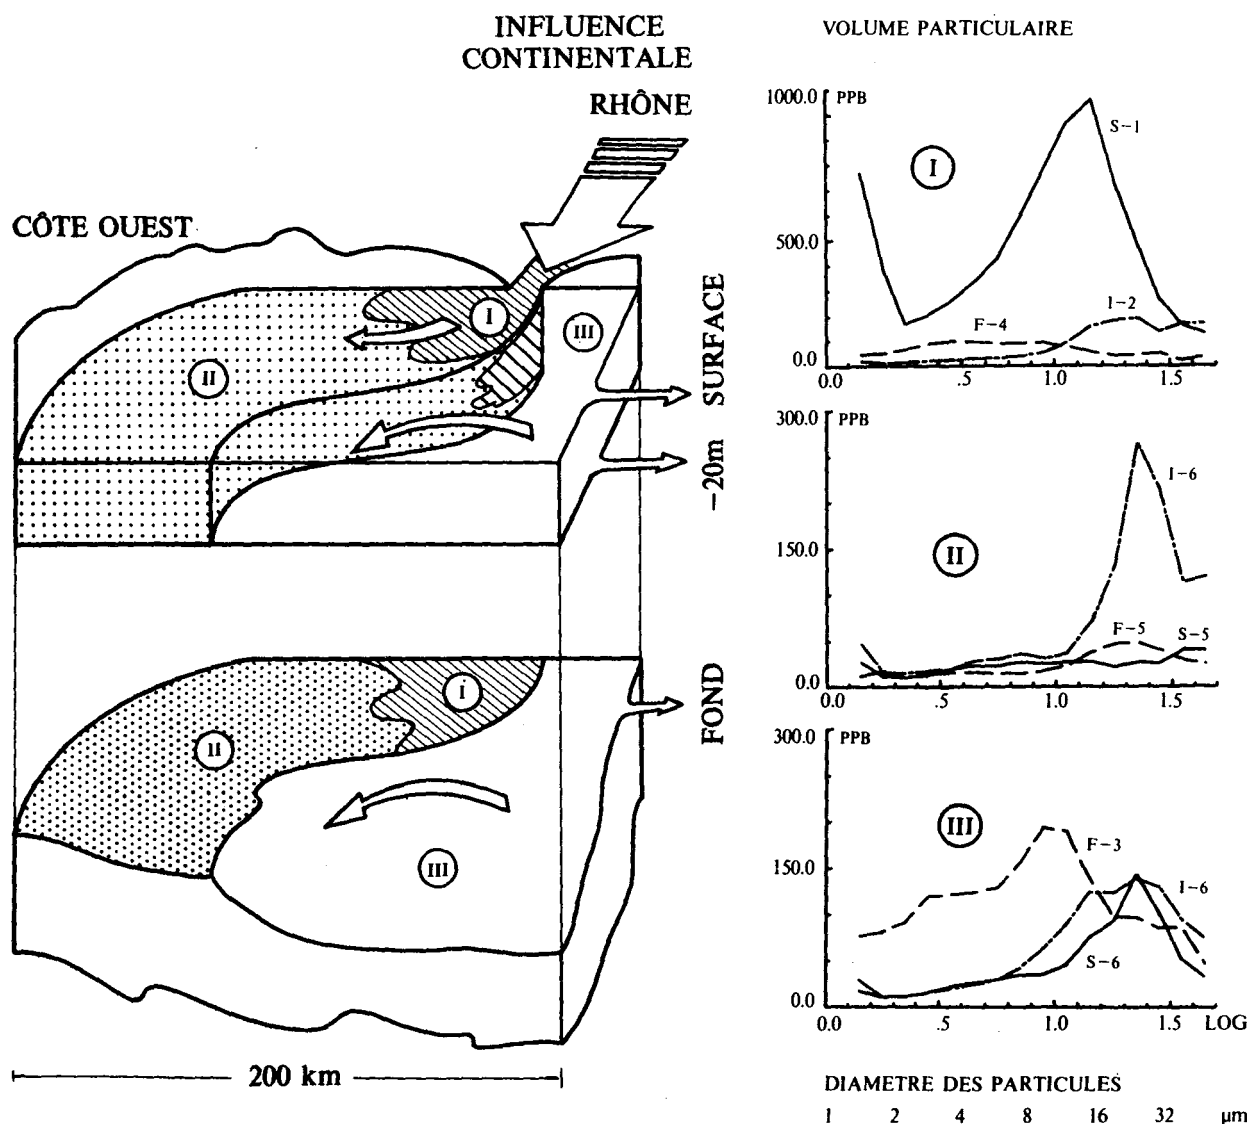 INFLUENCE
CONTINENTALE
RHÔNE
CÔTE OUEST
I
II
III
SURFACE
-20m
I
II
III
FOND
200 km
VOLUME PARTICULAIRE
1000.0 PPB
S-1
I
500.0
I-2
F-4
0.0
0.0 .5 1.0 1.5
300.0 PPB
I-6
150.0
II
F-5 S-5
0.0
0.0 .5 1.0 1.5
300.0 PPB
III
F-3
150.0
I-6
S-6
0.0
0.0 .5 1.0 1.5 LOG
DIAMETRE DES PARTICULES
1 2 4 8 16 32 µm